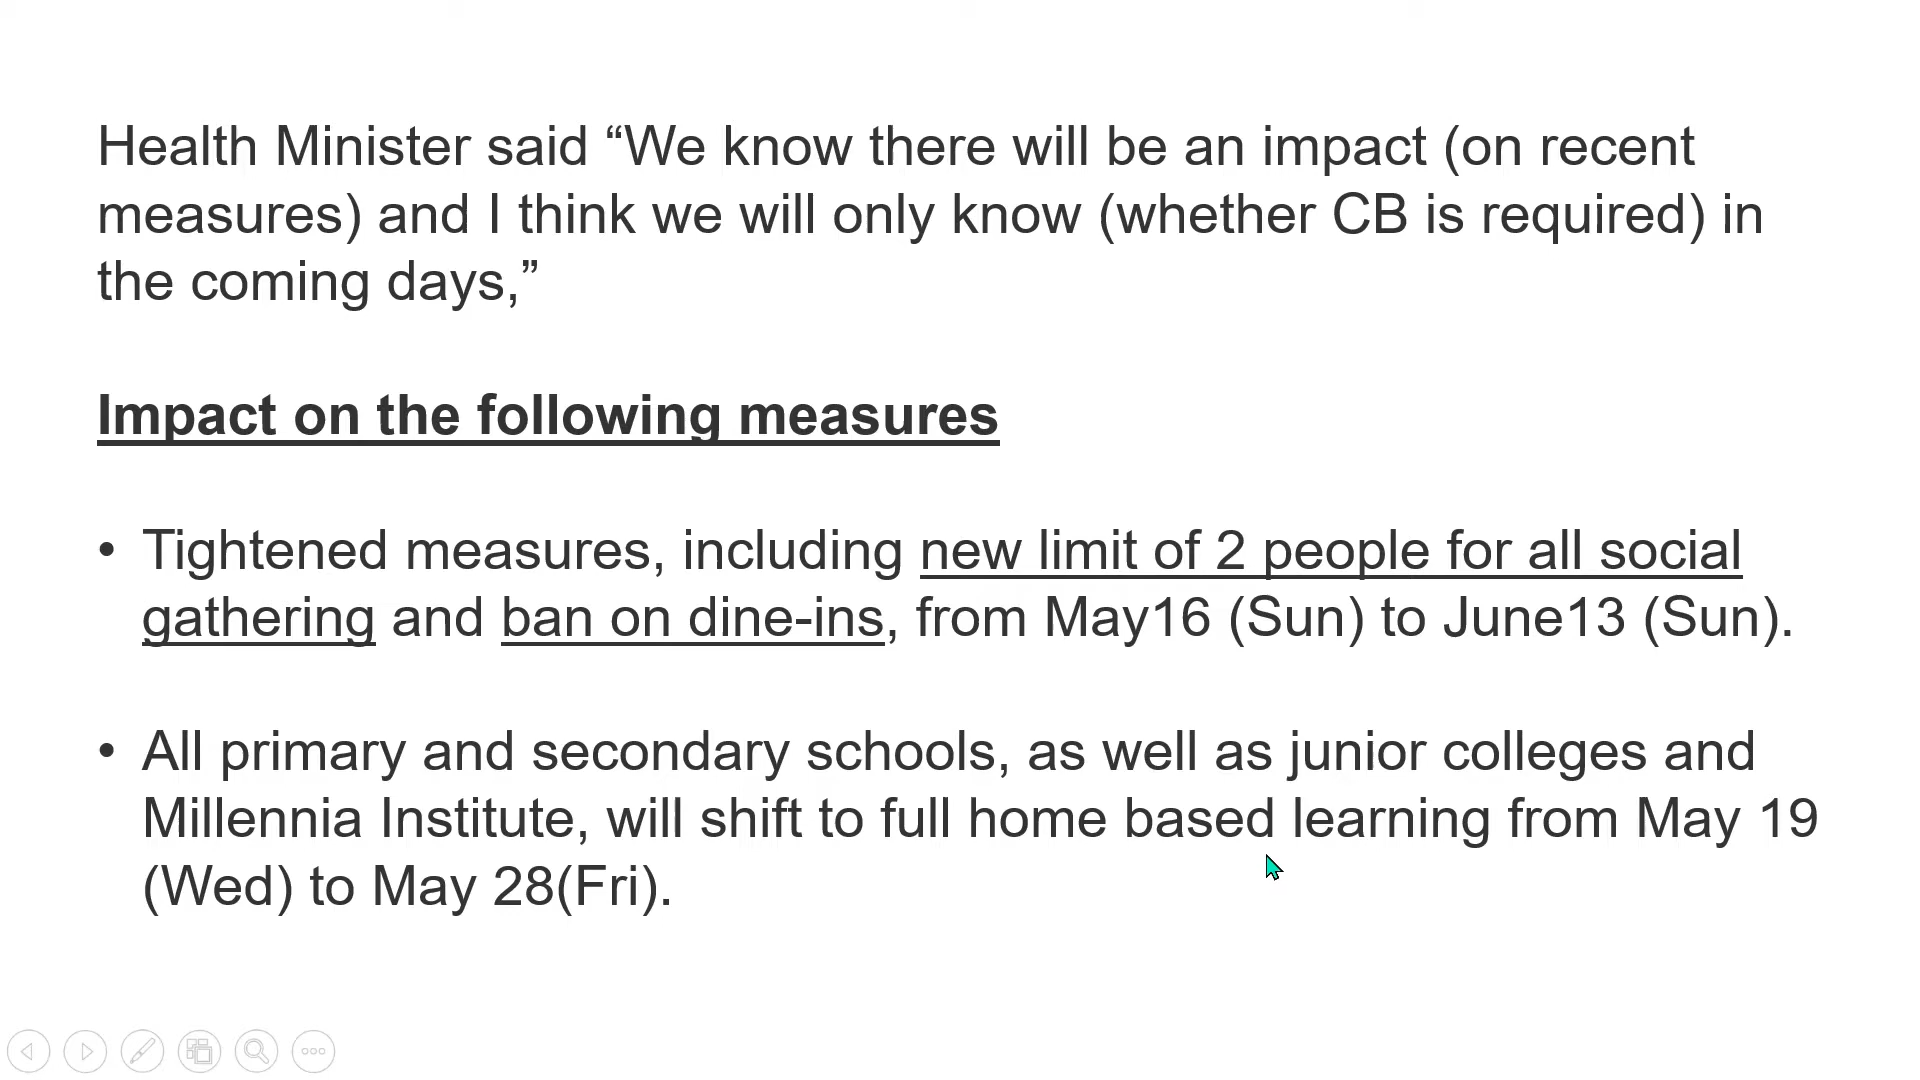 Health Minister said “We know there will be an impact (on recent
measures) and I think we will only know (whether CB is required) in
the coming days,”
Impact on the following measures
• Tightened measures, including new limit of 2 people for all social
gathering and ban on dine-ins, from May16 (Sun) to June13 (Sun).
• All primary and secondary schools, as well as junior colleges and
Millennia Institute, will shift to full home based learning from May 19
(Wed) to May 28(Fri).